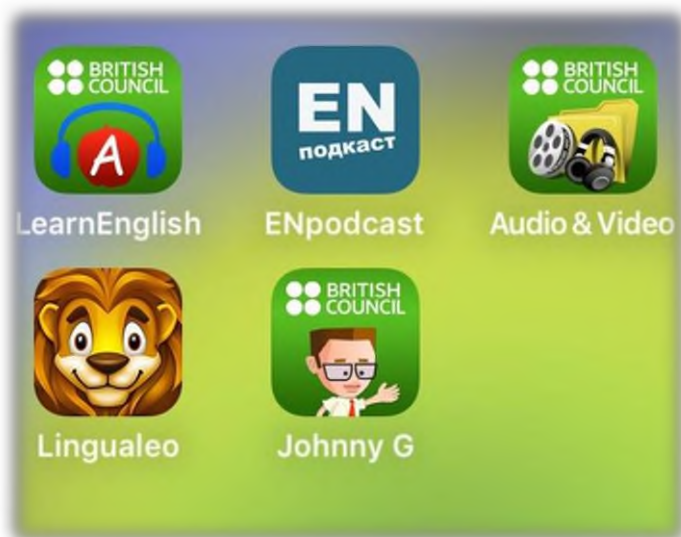 BRITISH
COUNCIL
A
LearnEnglish
EN
подкаст
ENpodcast
BRITISH
COUNCIL
Audio & Video
Lingualeo
BRITISH
COUNCIL
Johnny G